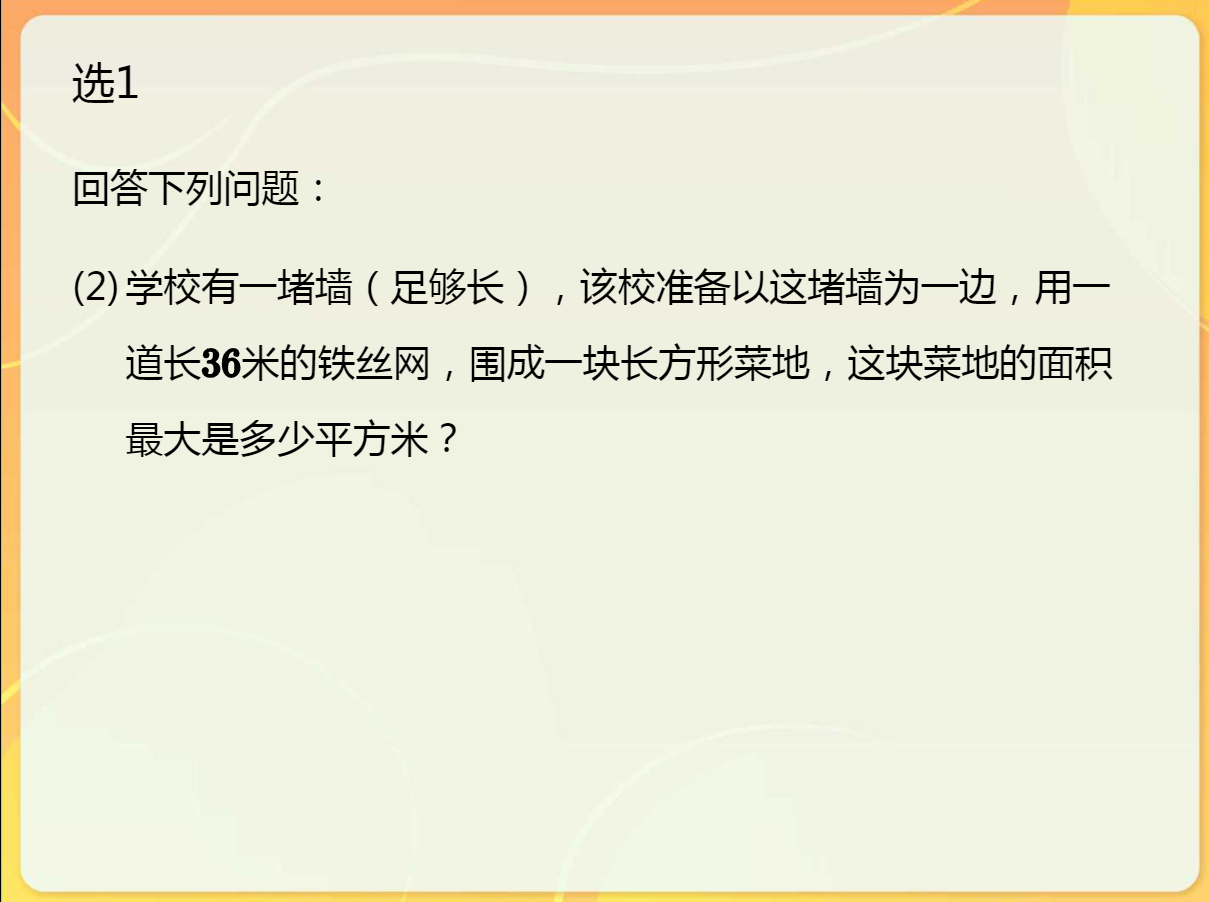 选1
回答下列问题：
(2)学校有一堵墙（足够长），该校准备以这堵墙为一边，用一
道长36米的铁丝网，围成一块长方形菜地，这块菜地的面积
最大是多少平方米？